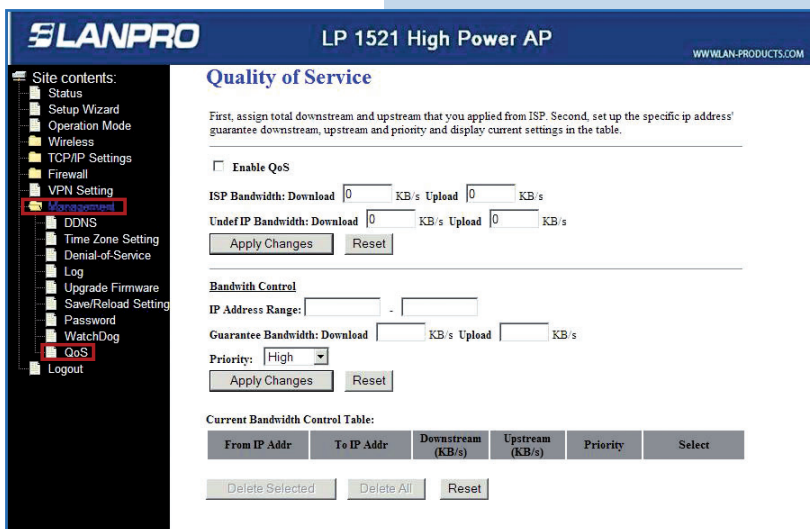 LANPRO
LP 1521 High Power AP
WWW.LAN-PRODUCTS.COM
Site contents:
Status
Setup Wizard
Operation Mode
Wireless
TCP/IP Settings
Firewall
VPN Setting
Management
DDNS
Time Zone Setting
Denial-of-Service
Log
Upgrade Firmware
Save/Reload Setting
Password
WatchDog
QoS
Logout
Quality of Service
First, assign total downstream and upstream that you applied from ISP. Second, set up the specific ip address'
guarantee downstream, upstream and priority and display current settings in the table.
Enable QoS
ISP Bandwidth: Download 0 KB/s Upload 0 KB/s
Undef IP Bandwidth: Download 0 KB/s Upload 0 KB/s
Apply Changes Reset
Bandwith Control
IP Address Range: -
Guarantee Bandwidth: Download KB/s Upload KB/s
Priority: High
Apply Changes Reset
Current Bandwidth Control Table:
From IP Addr To IP Addr Downstream (KB/s) Upstream (KB/s) Priority Select
Delete Selected Delete All Reset